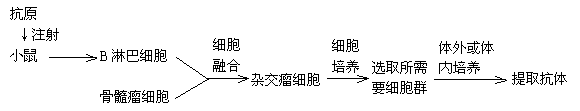 抗原
↓注射
小鼠
B 淋巴细胞
骨髓瘤细胞
细胞
融合
杂交瘤细胞
细胞
培养
选取所需
要细胞群
体外或体
内培养
提取抗体